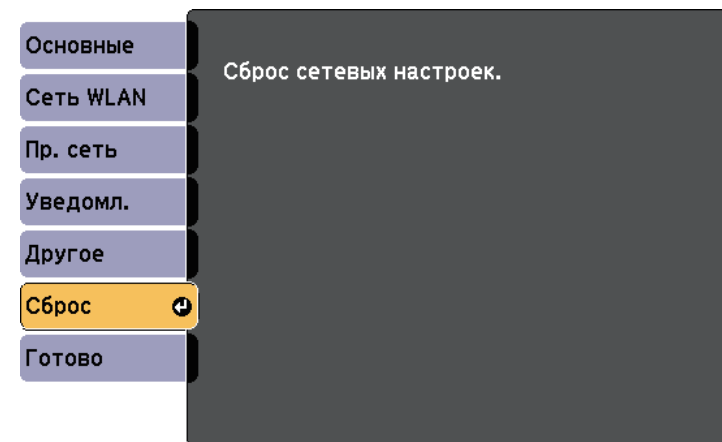 Основные
Сброс сетевых настроек.
Сеть WLAN
Пр. сеть
Уведомл.
Другое
Сброс
Готово